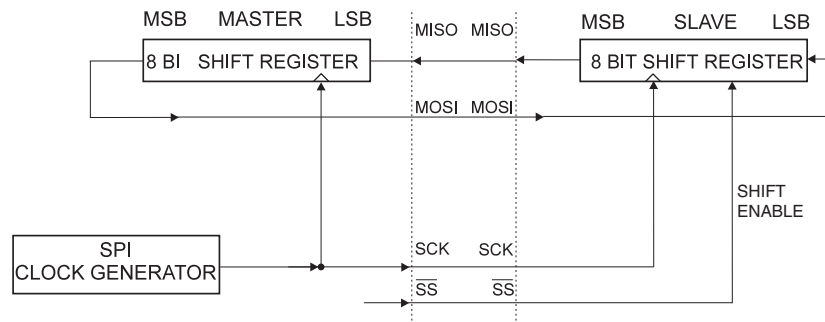 MSB MASTER LSB
MISO MISO
MSB SLAVE LSB
8 BI SHIFT REGISTER
8 BIT SHIFT REGISTER
MOSI MOSI
SHIFT
ENABLE
SPI
CLOCK GENERATOR
SCK SCK
SS SS